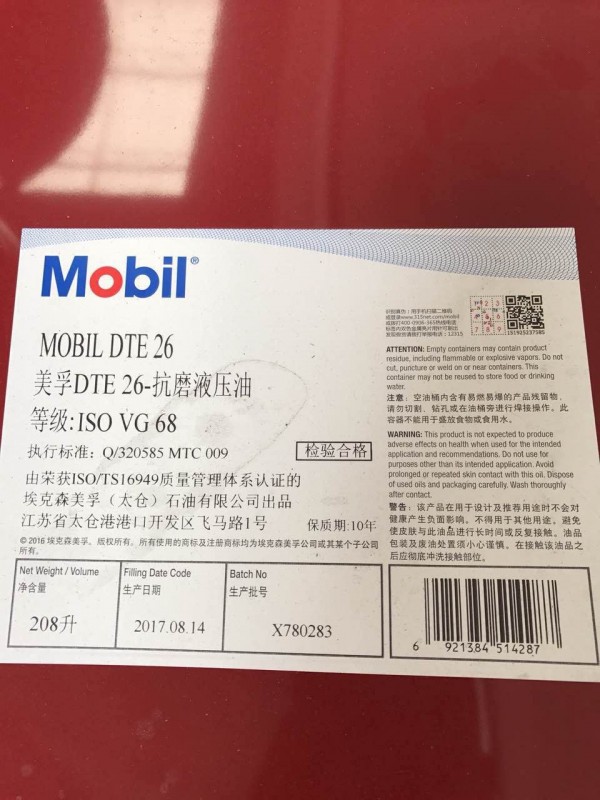 Mobil®
MOBIL DTE 26
美孚DTE 26-抗磨液压油
等级: ISO VG 68
执行标准: Q/320585 MTC 009
检验合格
由荣获ISO/TS16949质量管理体系认证的
埃克森美孚（太仓）石油有限公司出品
江苏省太仓港港口开发区飞马路1号
保质期:10年
© 2016 埃克森美孚。版权所有。所有使用的商标及注册商标均为埃克森美孚公司或其某个子公司
所有。
Net Weight / Volume
净含量
208升
Filling Date Code
生产日期
2017.08.14
Batch No
生产批号
X780283
ATTENTION: Empty containers may contain product
residue, including flammable or explosive vapors. Do not
cut, puncture or weld on or near containers. This
container may not be reused to store food or drinking
water.
注意：空油桶内含有易燃易爆的产品残留物，
请勿切割、钻孔或在油桶旁进行焊接操作。此
容器不能用于盛放食物或食用水。
WARNING: This product is not expected to produce
adverse effects on health when used for the intended
application and recommendations. Do not use for
purposes other than its intended application. Avoid
prolonged or repeated skin contact with this oil. Dispose
of used oils and packaging carefully. Wash thoroughly
after contact.
警告：该产品在用于设计及推荐用途时不会对
健康产生负面影响。不得用于其他用途。避免
使皮肤与此油品进行长时间或反复接触。油品
包装及废油处置须小心谨慎。在接触该油品之
后应彻底冲洗接触部位。
6 921384 514287